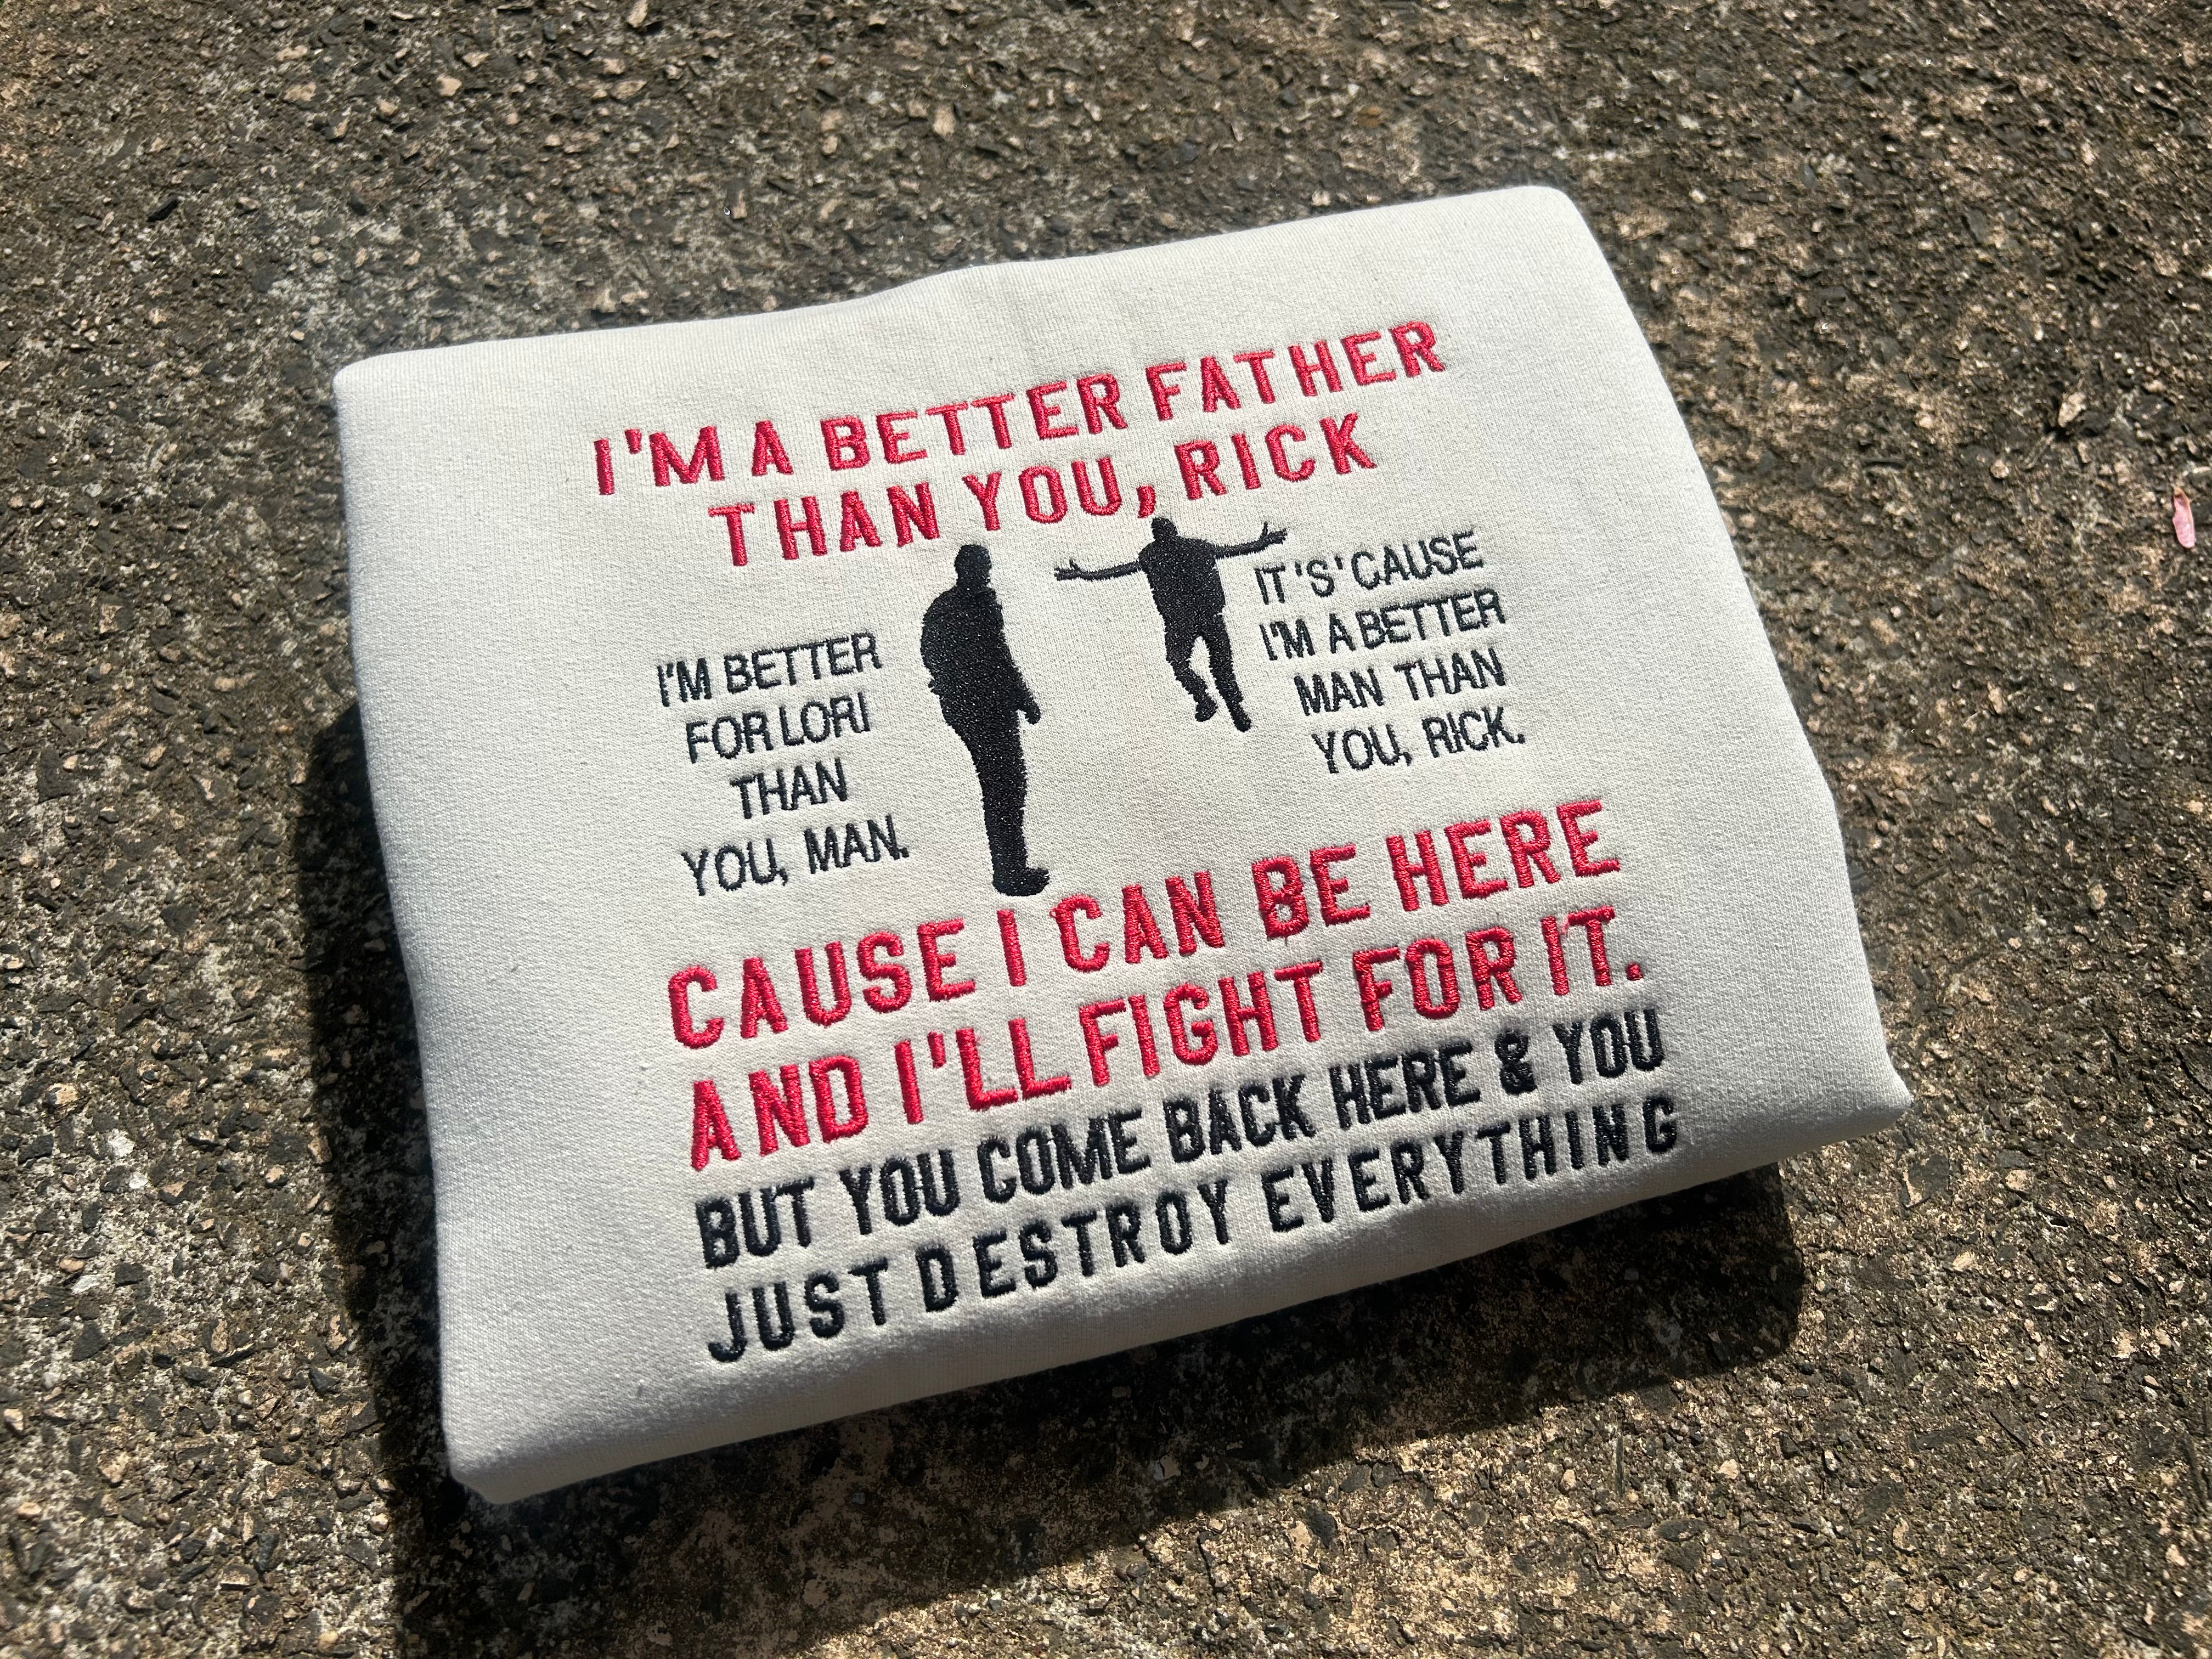 I'M A BETTER FATHER
THAN YOU, RICK
I'M BETTER
FOR LORI
THAN
YOU, MAN.
IT'S 'CAUSE
I'M A BETTER
MAN THAN
YOU, RICK.
CAUSE I CAN BE HERE
AND I'LL FIGHT FOR IT.
BUT YOU COME BACK HERE & YOU
JUST DESTROY EVERYTHING